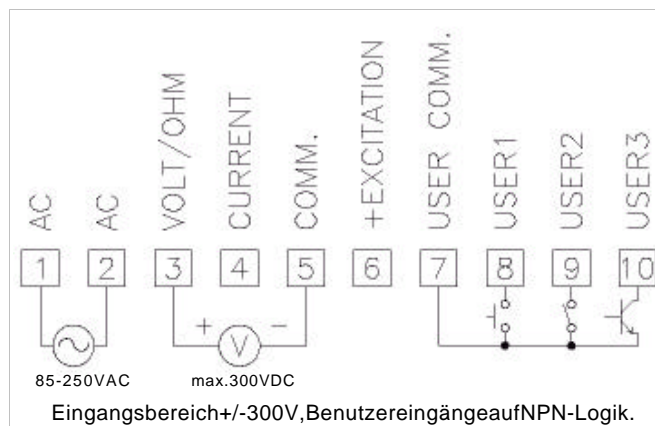 AC
AC
VOLT/OHM
CURRENT
COMM.
+EXCITATION
USER COMM.
USER1
USER2
USER3
1 2 3 4 5 6 7 8 9 10
+ V -
85-250VAC
max.300VDC
Eingangsbereich+/-300V,BenutzereingängeaufNPN-Logik.